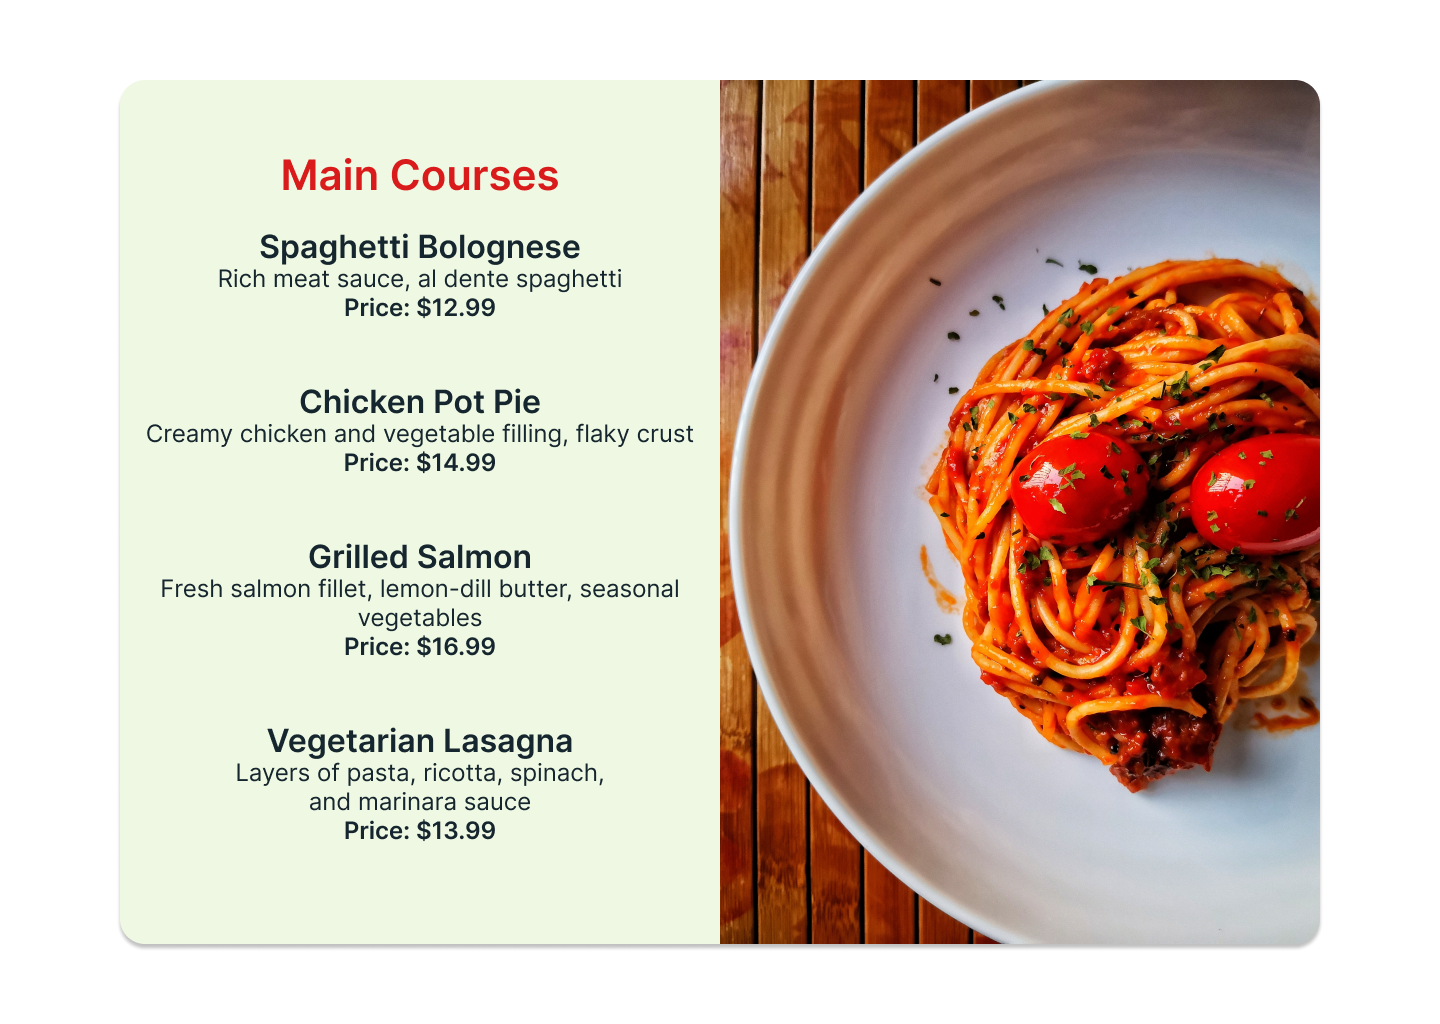 Main Courses
Spaghetti Bolognese
Rich meat sauce, al dente spaghetti
Price: $12.99
Chicken Pot Pie
Creamy chicken and vegetable filling, flaky crust
Price: $14.99
Grilled Salmon
Fresh salmon fillet, lemon-dill butter, seasonal
vegetables
Price: $16.99
Vegetarian Lasagna
Layers of pasta, ricotta, spinach,
and marinara sauce
Price: $13.99